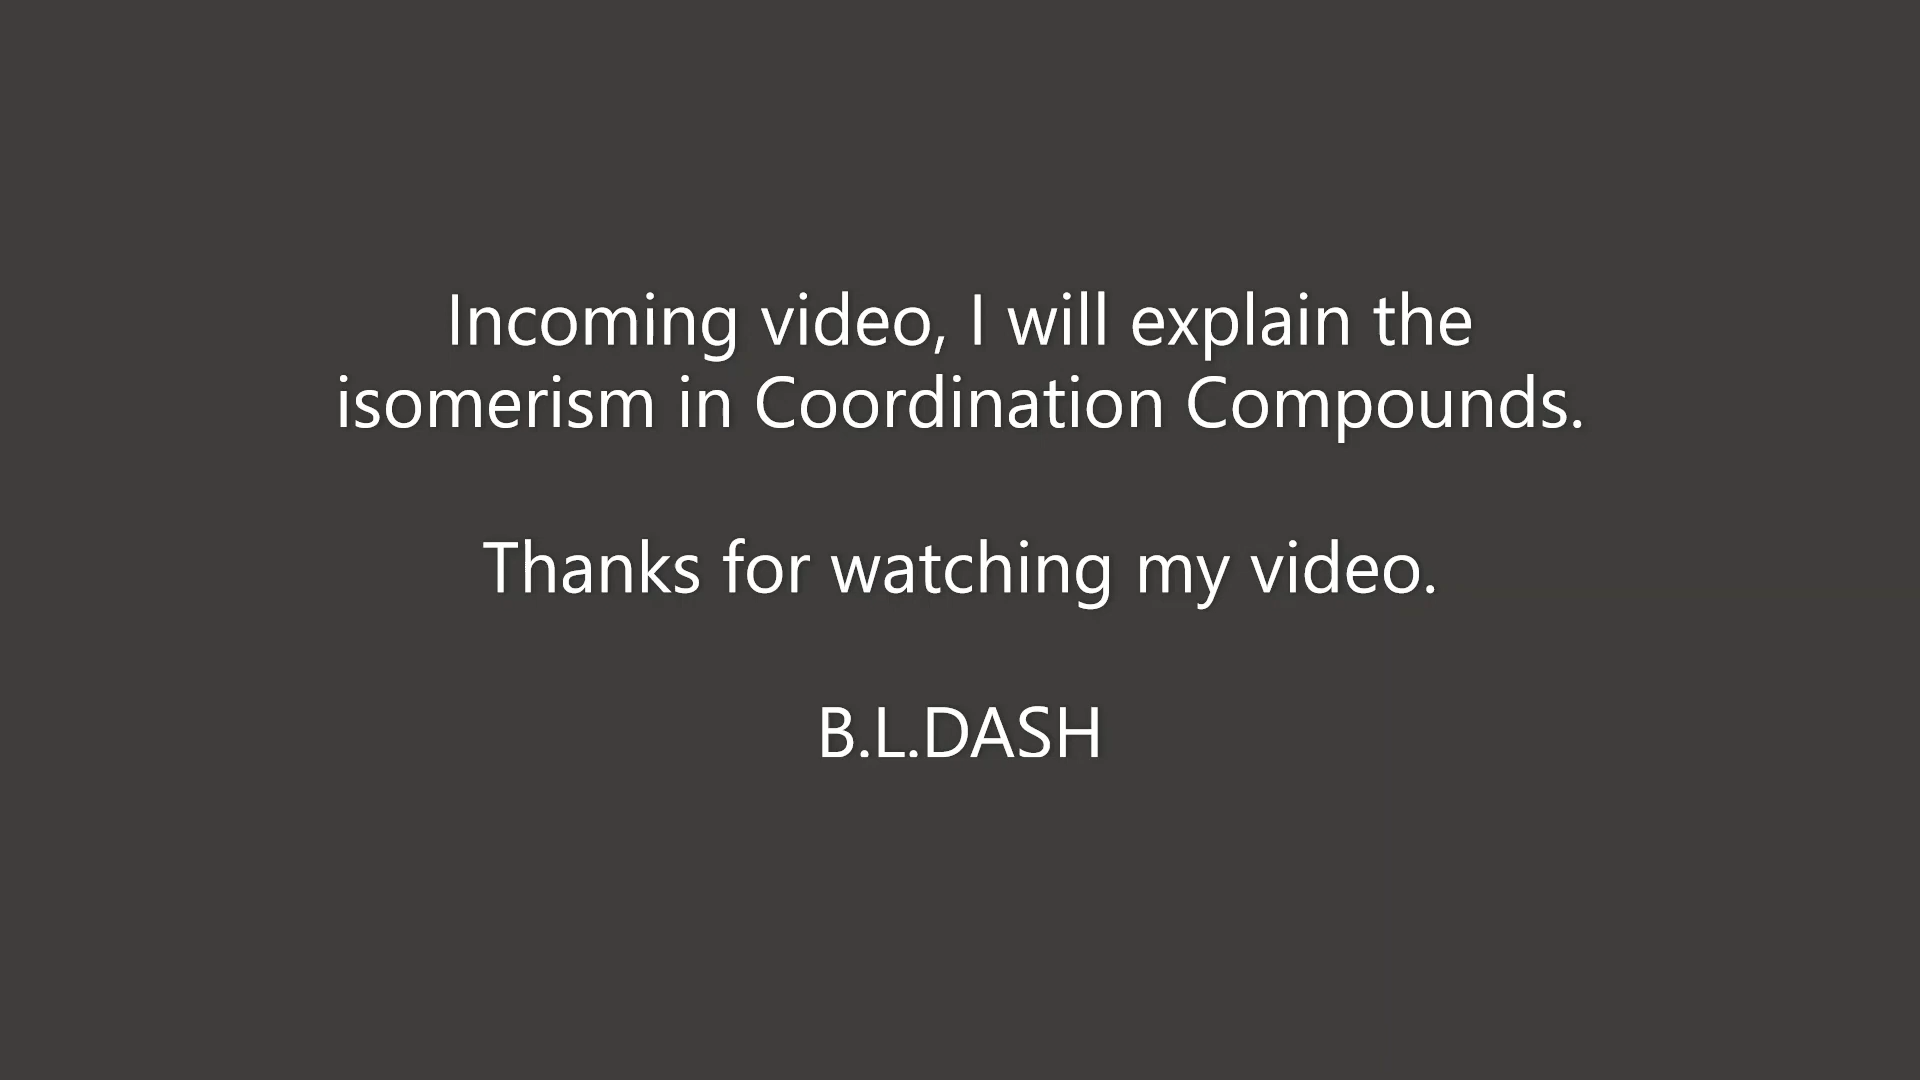 Incoming video, I will explain the
isomerism in Coordination Compounds.
Thanks for watching my video.
B.L.DASH